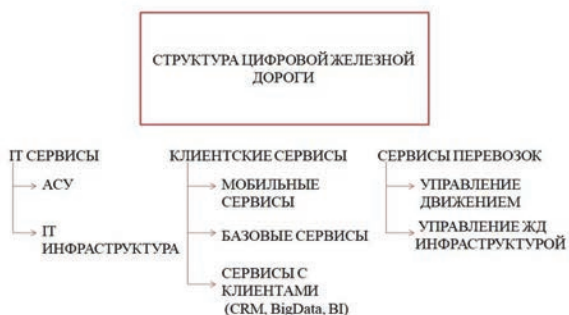 СТРУКТУРА ЦИФРОВОЙ ЖЕЛЕЗНОЙ
ДОРОГИ
IT СЕРВИСЫ
АСУ
IT
ИНФРАСТРУКТУРА
КЛИЕНТСКИЕ СЕРВИСЫ
МОБИЛЬНЫЕ
СЕРВИСЫ
БАЗОВЫЕ СЕРВИСЫ
СЕРВИСЫ С
КЛИЕНТАМИ
(CRM, BigData, BI)
СЕРВИСЫ ПЕРЕВОЗОК
УПРАВЛЕНИЕ
ДВИЖЕНИЕМ
УПРАВЛЕНИЕ ЖД
ИНФРАСТРУКТУРОЙ